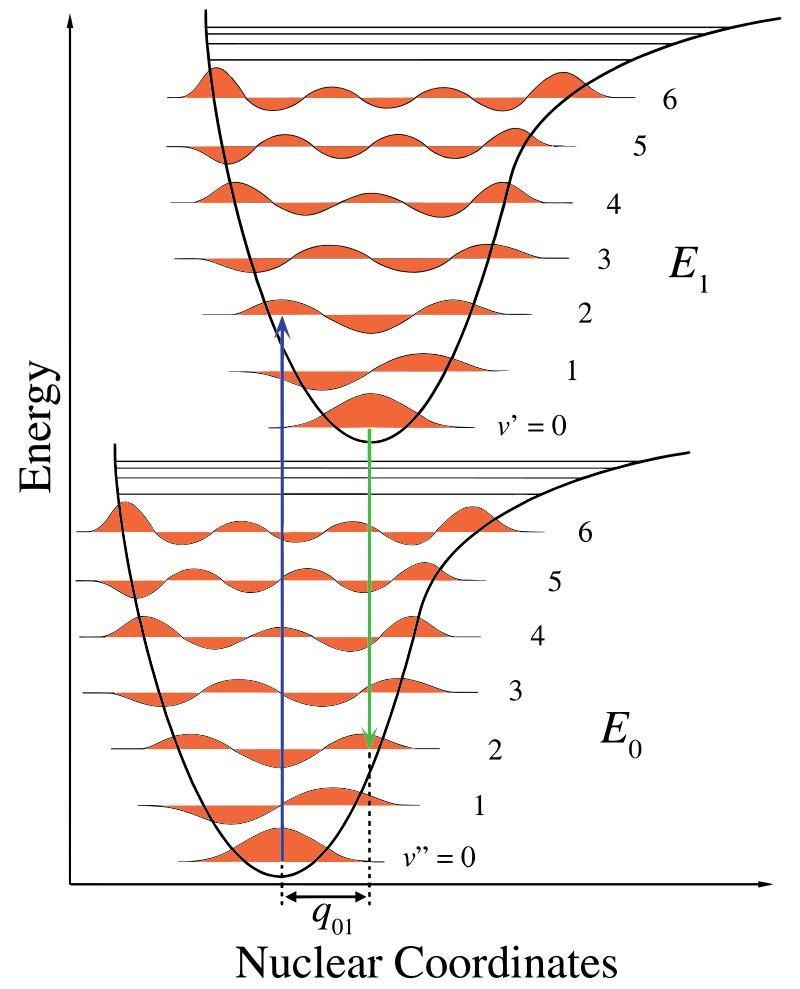 6
5
4
3
E1
2
1
v’ = 0
Energy
6
5
4
3
E0
2
1
v” = 0
q01
Nuclear Coordinates